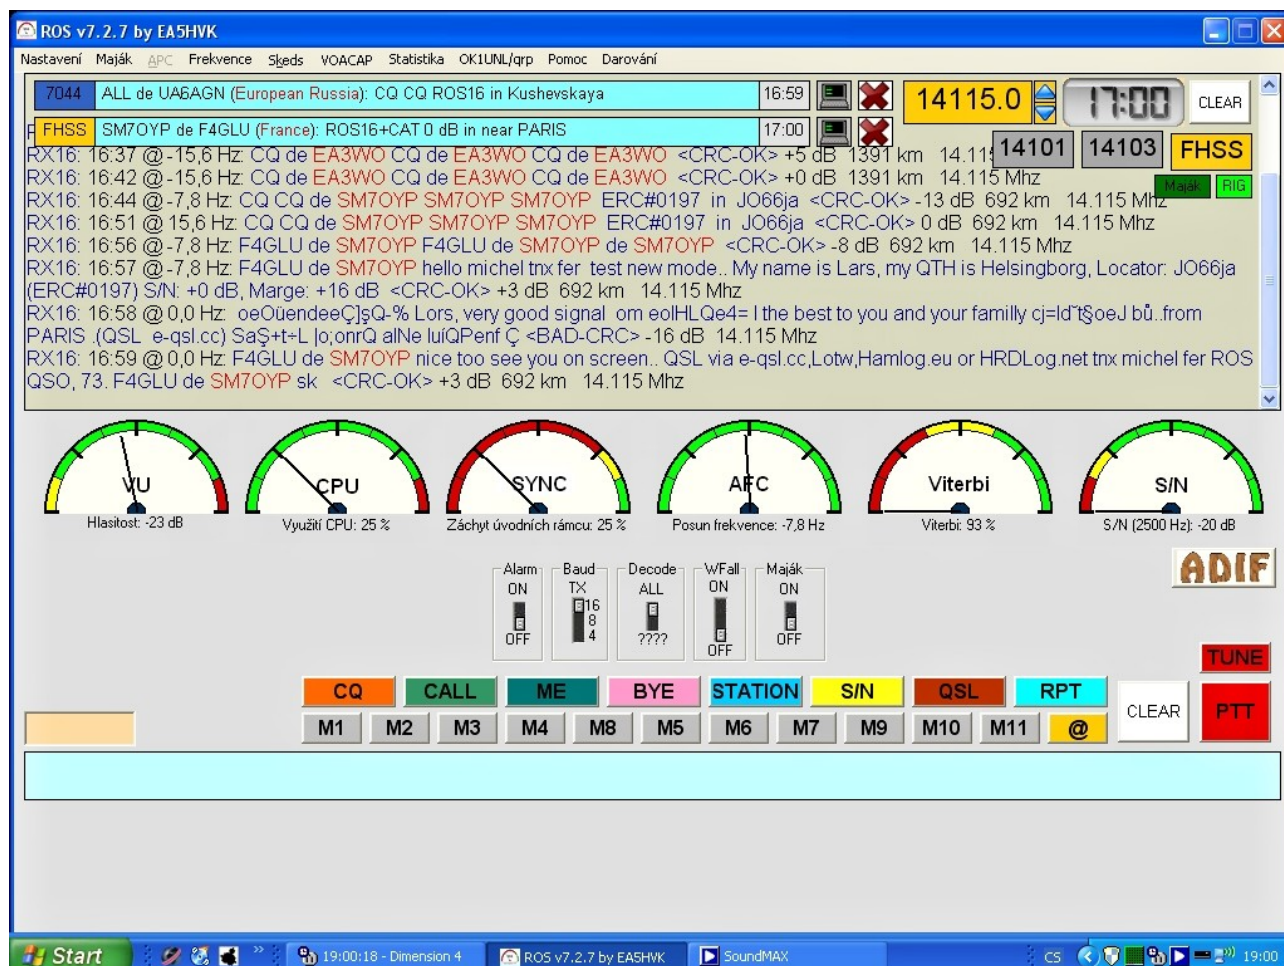 ROS v7.2.7 by EA5HVK
Nastavení Maják APC Frekvence Skeds VOACAP Statistika OK1UNL/qrp Pomoc Darování
7044 ALL de UA6AGN (European Russia): CQ CQ ROS16 in Kushevskaya 16:59
14115.0 17:00 CLEAR
FHSS SM7OYP de F4GLU (France): ROS16+CAT 0 dB in near PARIS 17:00
14101 14103 FHSS
Maják RIG
RX16: 16:37 @ -15,6 Hz: CQ de EA3WO CQ de EA3WO CQ de EA3WO <CRC-OK> +5 dB 1391 km 14.11
RX16: 16:42 @ -15,6 Hz: CQ de EA3WO CQ de EA3WO CQ de EA3WO <CRC-OK> +0 dB 1391 km 14.115 Mhz
RX16: 16:44 @ -7,8 Hz: CQ CQ de SM7OYP SM7OYP SM7OYP ERC#0197 in JO66ja <CRC-OK> -13 dB 692 km 14.115 Mhz
RX16: 16:51 @ 15,6 Hz: CQ CQ de SM7OYP SM7OYP SM7OYP ERC#0197 in JO66ja <CRC-OK> 0 dB 692 km 14.115 Mhz
RX16: 16:56 @ -7,8 Hz: F4GLU de SM7OYP F4GLU de SM7OYP de SM7OYP <CRC-OK> -8 dB 692 km 14.115 Mhz
RX16: 16:57 @ -7,8 Hz: F4GLU de SM7OYP hello michel tnx fer test new mode.. My name is Lars, my QTH is Helsingborg, Locator: JO66ja
(ERC#0197) S/N: +0 dB, Marge: +16 dB <CRC-OK> +3 dB 692 km 14.115 Mhz
RX16: 16:58 @ 0,0 Hz: oeOüendeeÇ]şQ-% Lors, very good signal om eolHLQe4= l the best to you and your familly cj=ld˘ţ§oeJ bů..from
PARIS .(QSL e-qsl.cc) SaŞ+t÷L |o;onrQ alNe luíQPenf Ç <BAD-CRC> -16 dB 14.115 Mhz
RX16: 16:59 @ 0,0 Hz: F4GLU de SM7OYP nice too see you on screen.. QSL via e-qsl.cc,Lotw,Hamlog.eu or HRDLog.net tnx michel fer ROS
QSO, 73. F4GLU de SM7OYP sk <CRC-OK> +3 dB 692 km 14.115 Mhz
VU CPU SYNC AFC Viterbi S/N
Hlasitost: -23 dB Využití CPU: 25 % Záchyt úvodních rámcu: 25 % Posun frekvence: -7,8 Hz Viterbi: 93 % S/N (2500 Hz): -20 dB
ADIF
Alarm Baud Decode WFall Maják
ON TX ALL ON ON
16
8
4
OFF ???? OFF OFF
TUNE
CQ CALL ME BYE STATION S/N QSL RPT
CLEAR PTT
M1 M2 M3 M4 M8 M5 M6 M7 M9 M10 M11 @
Start 19:00:18 - Dimension 4 ROS v7.2.7 by EA5HVK SoundMAX CS 19:00